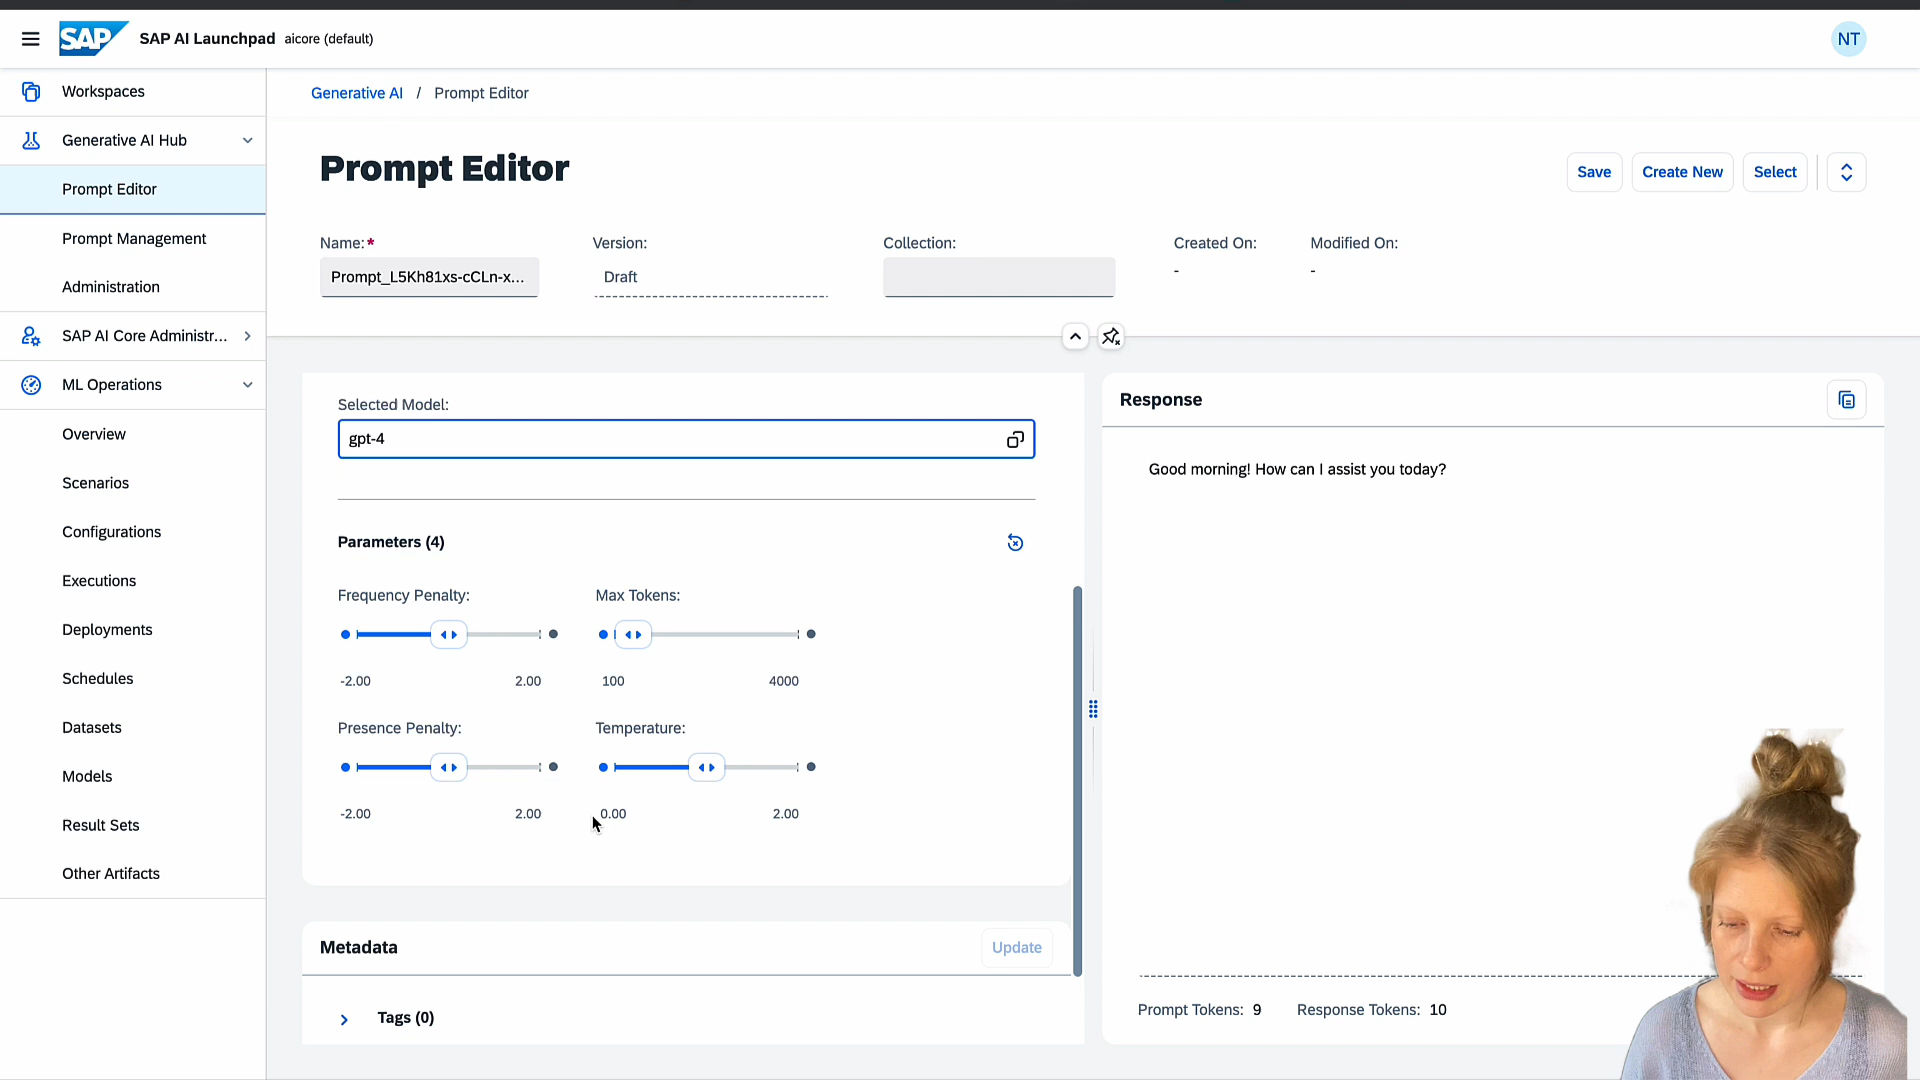 SAP
SAP AI Launchpad aicore (default)
NT
Workspaces
Generative AI Hub
Prompt Editor
Prompt Management
Administration
SAP AI Core Administr...
ML Operations
Overview
Scenarios
Configurations
Executions
Deployments
Schedules
Datasets
Models
Result Sets
Other Artifacts
Generative AI / Prompt Editor
Prompt Editor
Save
Create New
Select
Name:*
Version:
Collection:
Created On:
Modified On:
Prompt_L5Kh81xs-cCLn-x...
Draft
-
-
Selected Model:
gpt-4
Parameters (4)
Frequency Penalty:
Max Tokens:
-2.00 2.00
100 4000
Presence Penalty:
Temperature:
-2.00 2.00
0.00 2.00
Metadata
Update
Tags (0)
Response
Good morning! How can I assist you today?
Prompt Tokens: 9 Response Tokens: 10